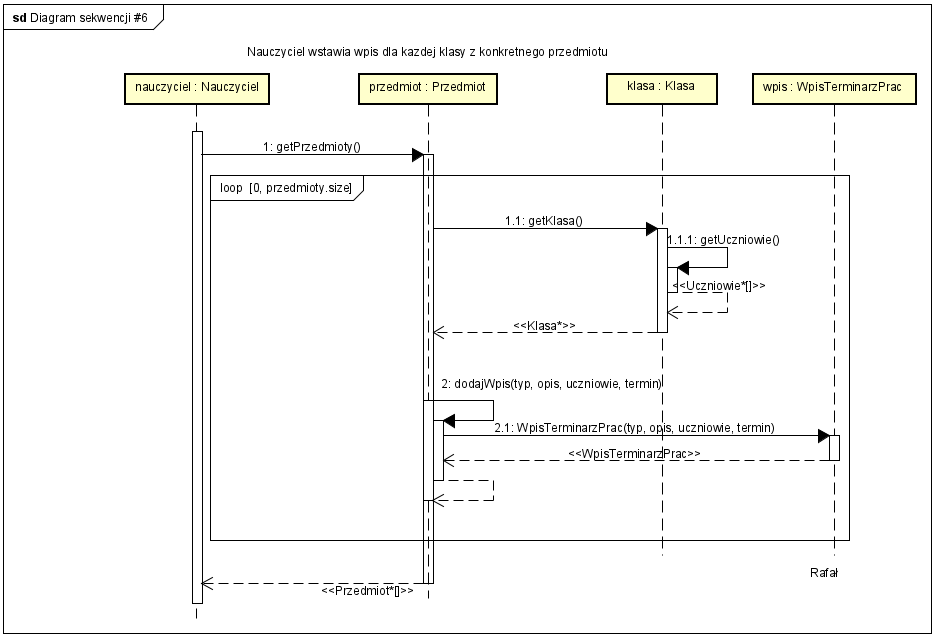 sd Diagram sekwencji #6
Nauczyciel wstawia wpis dla kazdej klasy z konkretnego przedmiotu
nauczyciel : Nauczyciel
przedmiot : Przedmiot
klasa : Klasa
wpis : WpisTerminarzPrac
1: getPrzedmioty()
loop [0, przedmioty.size]
1.1: getKlasa()
1.1.1: getUczniowie()
<<Uczniowie*[]>>
<<Klasa*>>
2: dodajWpis(typ, opis, uczniowie, termin)
2.1: WpisTerminarzPrac(typ, opis, uczniowie, termin)
<<WpisTerminarzPrac>>
Rafał
<<Przedmiot*[]>>